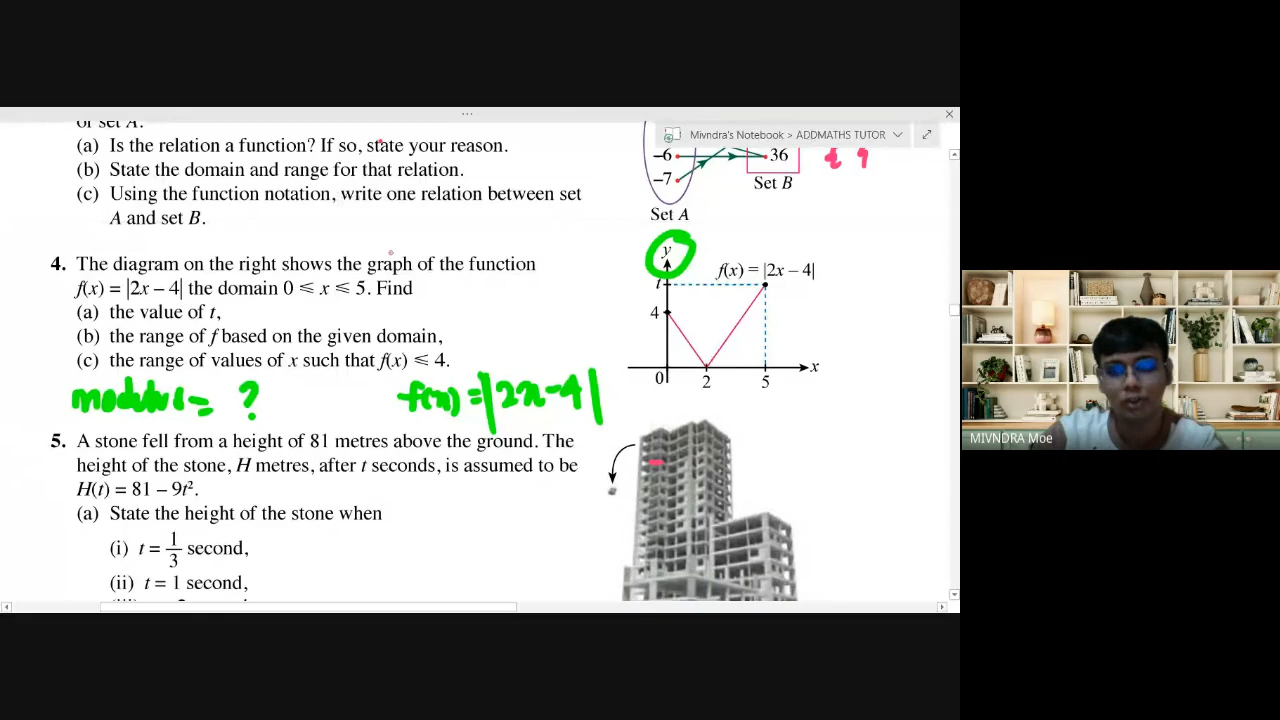 or set A.
(a) Is the relation a function? If so, state your reason.
(b) State the domain and range for that relation.
(c) Using the function notation, write one relation between set
A and set B.
Mivndra's Notebook > ADDMATHS TUTOR
–6
36
–7
Set B
Set A
4. The diagram on the right shows the graph of the function
f(x) = |2x – 4| the domain 0 ⩽ x ⩽ 5. Find
(a) the value of t,
(b) the range of f based on the given domain,
(c) the range of values of x such that f(x) ⩽ 4.
y
f(x) = |2x – 4|
t
4
0 2 5 x
modulus = ?
f(x) = |2x-4|
5. A stone fell from a height of 81 metres above the ground. The
height of the stone, H metres, after t seconds, is assumed to be
H(t) = 81 – 9t².
(a) State the height of the stone when
(i) t = 1/3 second,
(ii) t = 1 second,
MIVNDRA Moe